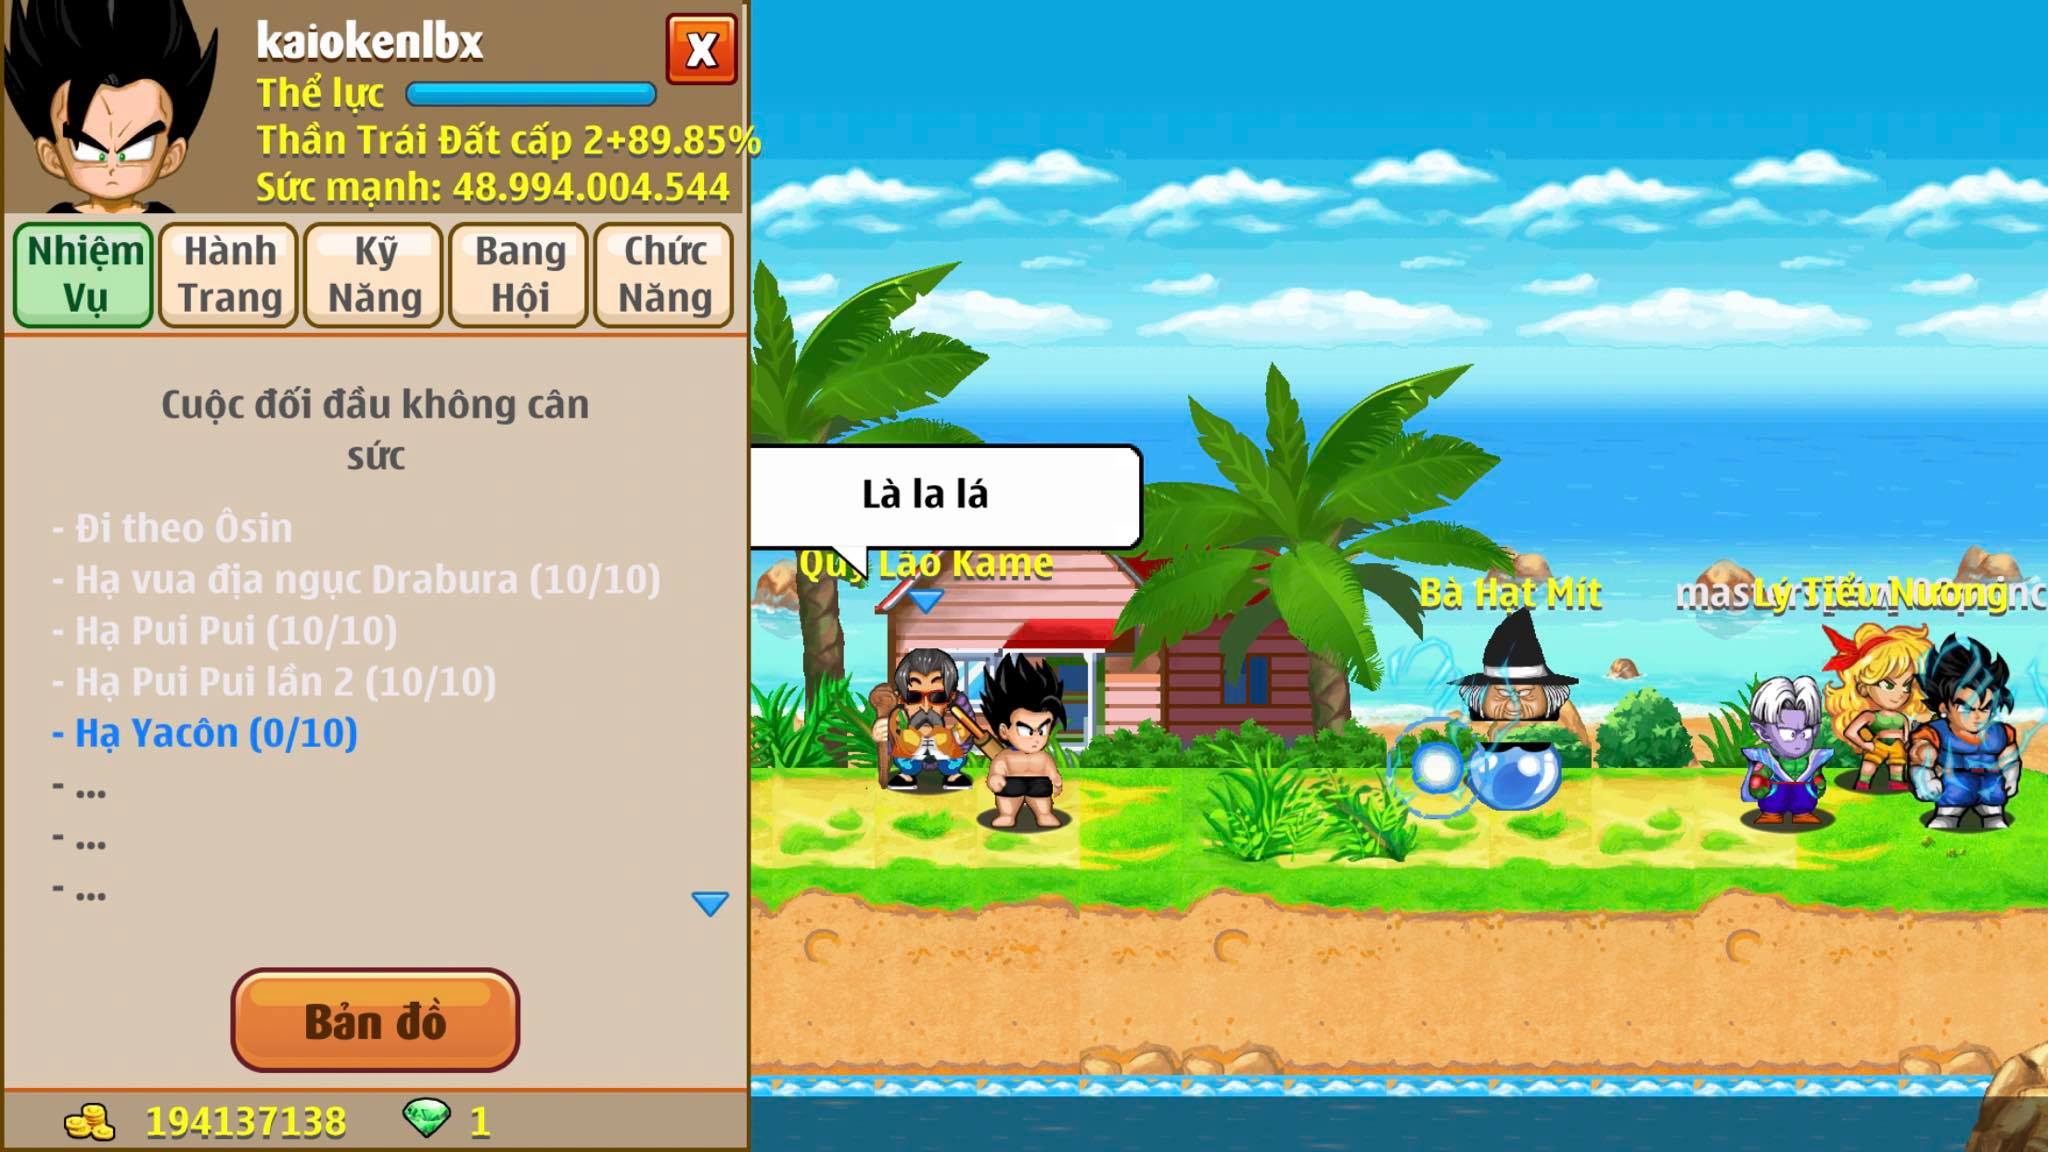 kaiokenlbx
X
Thể lực
Thần Trái Đất cấp 2+89.85%
Sức mạnh: 48.994.004.544
Nhiệm Vụ
Hành Trang
Kỹ Năng
Bang Hội
Chức Năng
Cuộc đối đầu không cân
sức
- Đi theo Ôsin
- Hạ vua địa ngục Drabura (10/10)
- Hạ Pui Pui (10/10)
- Hạ Pui Pui lần 2 (10/10)
- Hạ Yacôn (0/10)
- ...
- ...
- ...
Bản đồ
194137138
1
Là la lá
Quy Lão Kame
Bà Hạt Mít
Lý Tiểu Nương